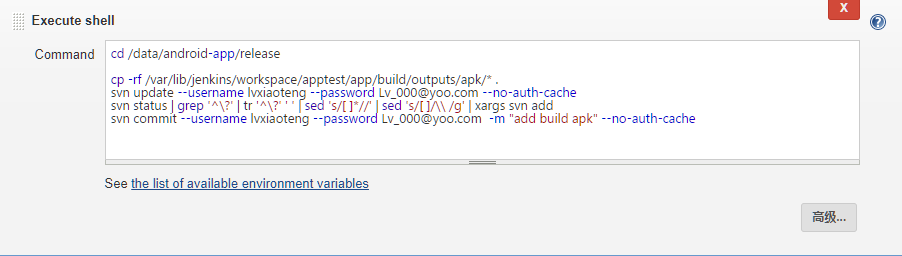 X
Execute shell
?
Command
cd /data/android-app/release
cp -rf /var/lib/jenkins/workspace/apptest/app/build/outputs/apk/* .
svn update --username lvxiaoteng --password Lv_000@yoo.com --no-auth-cache
svn status | grep '^\?' | tr '^\?' ' ' | sed 's/[ ]*//' | sed 's/[ ]/\\ /g' | xargs svn add
svn commit --username lvxiaoteng --password Lv_000@yoo.com  -m "add build apk" --no-auth-cache
See the list of available environment variables
高级...